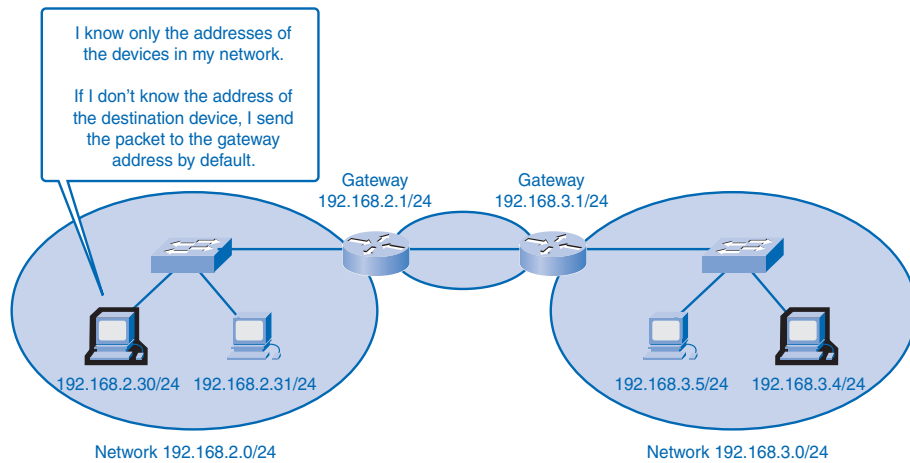 I know only the addresses of
the devices in my network.
If I don't know the address of
the destination device, I send
the packet to the gateway
address by default.
Gateway
192.168.2.1/24
Gateway
192.168.3.1/24
192.168.2.30/24
192.168.2.31/24
192.168.3.5/24
192.168.3.4/24
Network 192.168.2.0/24
Network 192.168.3.0/24